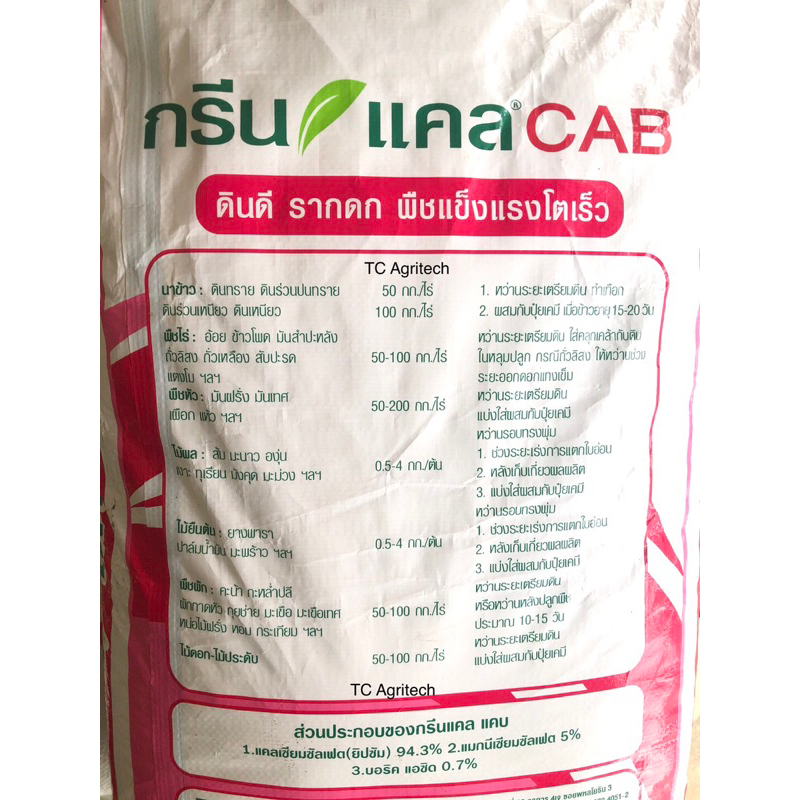 กรีน แคล® CAB
ดินดี รากดก พืชแข็งแรงโตเร็ว
TC Agritech
นาข้าว : ดินทราย ดินร่วนปนทราย 50 กก./ไร่ 1. หว่านระยะเตรียมดิน ทำเทือก
ดินร่วนเหนียว ดินเหนียว 100 กก./ไร่ 2. ผสมกับปุ๋ยเคมี เมื่อข้าวอายุ 15-20 วัน
พืชไร่ : อ้อย ข้าวโพด มันสำปะหลัง หว่านระยะเตรียมดิน ใส่คลุกเคล้ากับดิน
ถั่วลิสง ถั่วเหลือง สับปะรด 50-100 กก./ไร่ ในหลุมปลูก กรณีถั่วลิสง ให้หว่านช่วง
แตงโม ฯลฯ ระยะออกดอกแทงเข็ม
พืชหัว : มันฝรั่ง มันเทศ หว่านระยะเตรียมดิน
เผือก แห้ว ฯลฯ 50-200 กก./ไร่ แบ่งใส่ผสมกับปุ๋ยเคมี
หว่านรอบทรงพุ่ม
ไม้ผล : ส้ม มะนาว องุ่น 1. ช่วงระยะเร่งการแตกใบอ่อน
เงาะ ทุเรียน มังคุด มะม่วง ฯลฯ 0.5-4 กก./ต้น 2. หลังเก็บเกี่ยวผลผลิต
3. แบ่งใส่ผสมกับปุ๋ยเคมี
หว่านรอบทรงพุ่ม
ไม้ยืนต้น : ยางพารา 1. ช่วงระยะเร่งการแตกใบอ่อน
ปาล์มน้ำมัน มะพร้าว ฯลฯ 0.5-4 กก./ต้น 2. หลังเก็บเกี่ยวผลผลิต
3. แบ่งใส่ผสมกับปุ๋ยเคมี
พืชผัก : คะน้า กะหล่ำปลี หว่านระยะเตรียมดิน
ผักกาดหัว กุยช่าย มะเขือ มะเขือเทศ 50-100 กก./ไร่ หรือหว่านหลังปลูกพืช
หน่อไม้ฝรั่ง หอม กระเทียม ฯลฯ ประมาณ 10-15 วัน
หว่านระยะเตรียมดิน
ไม้ดอก-ไม้ประดับ 50-100 กก./ไร่ แบ่งใส่ผสมกับปุ๋ยเคมี
TC Agritech
ส่วนประกอบของกรีนแคล แคบ
1.แคลเซียมซัลเฟต(ยิปซัม) 94.3% 2.แมกนีเซียมซัลเฟต 5%
3.บอริค แอซิด 0.7%
ซอยพหลโยธิน 3
4051-2